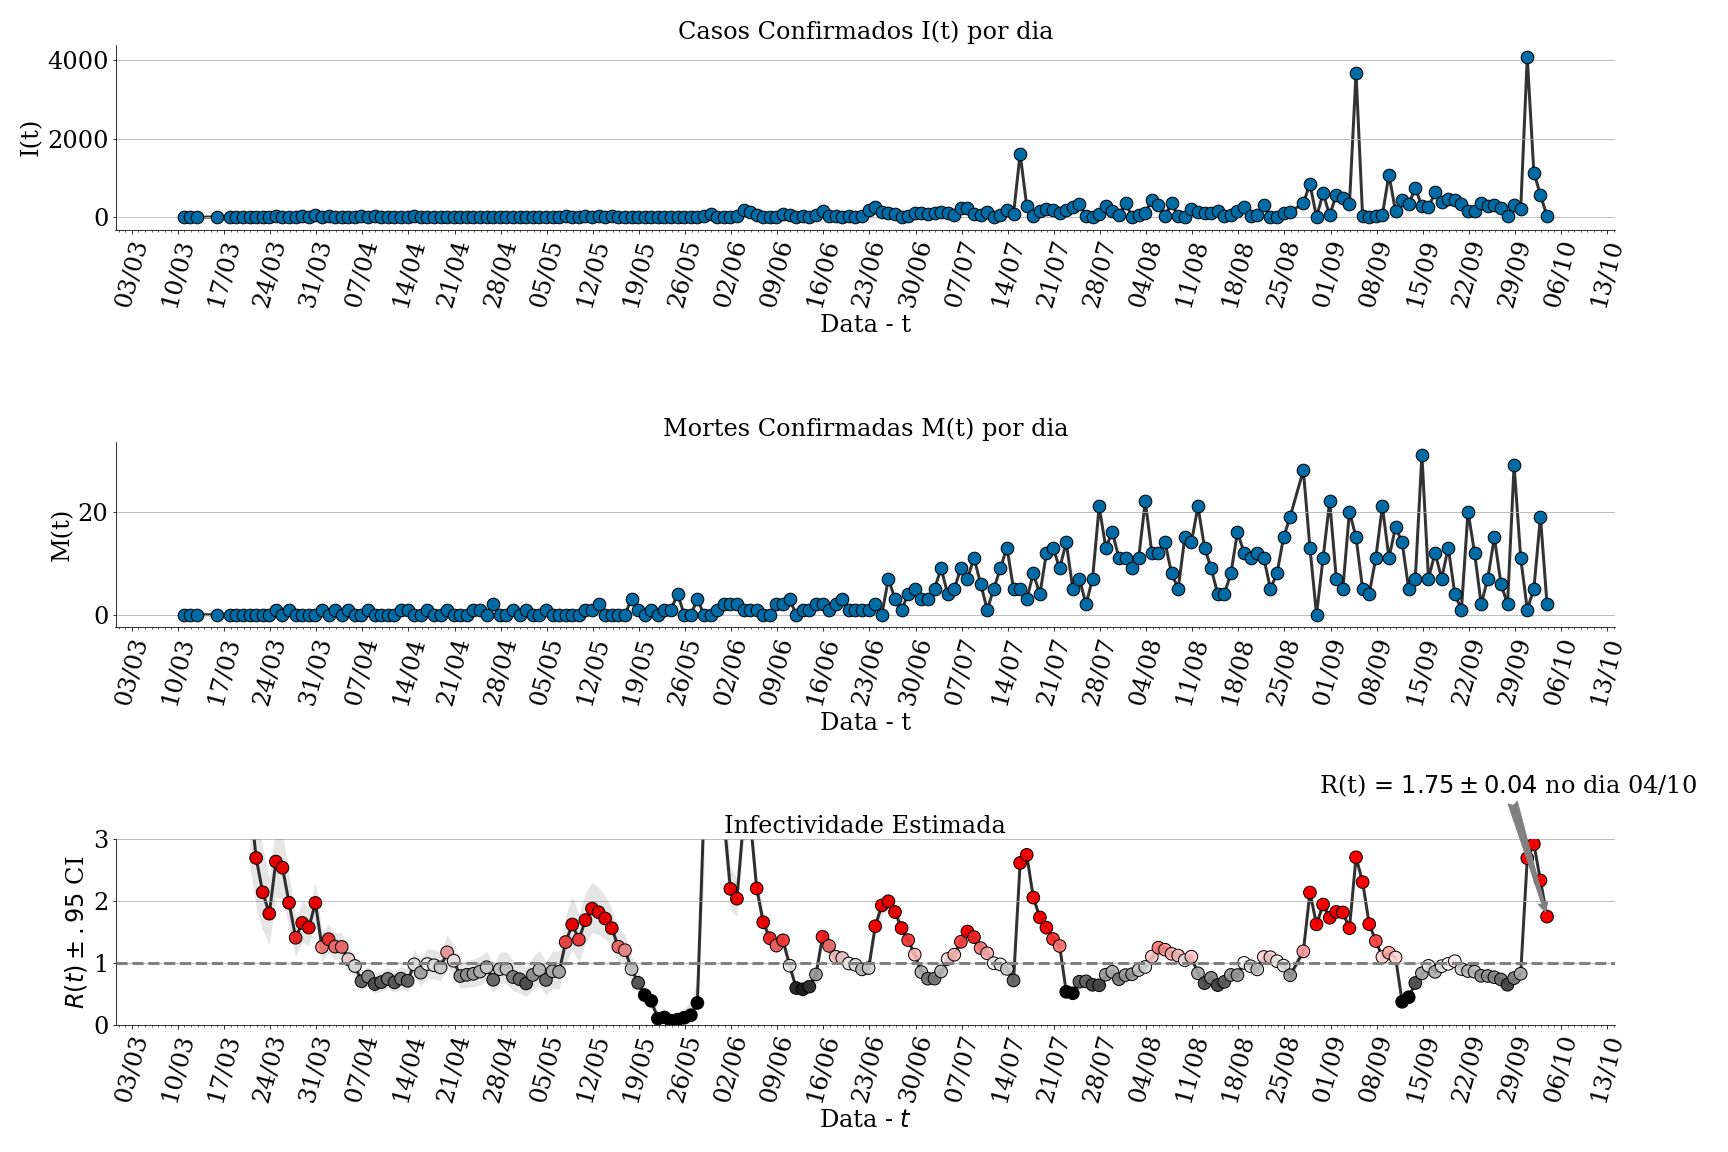 Casos Confirmados I(t) por dia
I(t)
4000
2000
0
03/03 10/03 17/03 24/03 31/03 07/04 14/04 21/04 28/04 05/05 12/05 19/05 26/05 02/06 09/06 16/06 23/06 30/06 07/07 14/07 21/07 28/07 04/08 11/08 18/08 25/08 01/09 08/09 15/09 22/09 29/09 06/10 13/10
Data - t
Mortes Confirmadas M(t) por dia
M(t)
20
0
03/03 10/03 17/03 24/03 31/03 07/04 14/04 21/04 28/04 05/05 12/05 19/05 26/05 02/06 09/06 16/06 23/06 30/06 07/07 14/07 21/07 28/07 04/08 11/08 18/08 25/08 01/09 08/09 15/09 22/09 29/09 06/10 13/10
Data - t
R(t) = 1.75 ± 0.04 no dia 04/10
Infectividade Estimada
R(t) ± .95 CI
3
2
1
0
03/03 10/03 17/03 24/03 31/03 07/04 14/04 21/04 28/04 05/05 12/05 19/05 26/05 02/06 09/06 16/06 23/06 30/06 07/07 14/07 21/07 28/07 04/08 11/08 18/08 25/08 01/09 08/09 15/09 22/09 29/09 06/10 13/10
Data - t